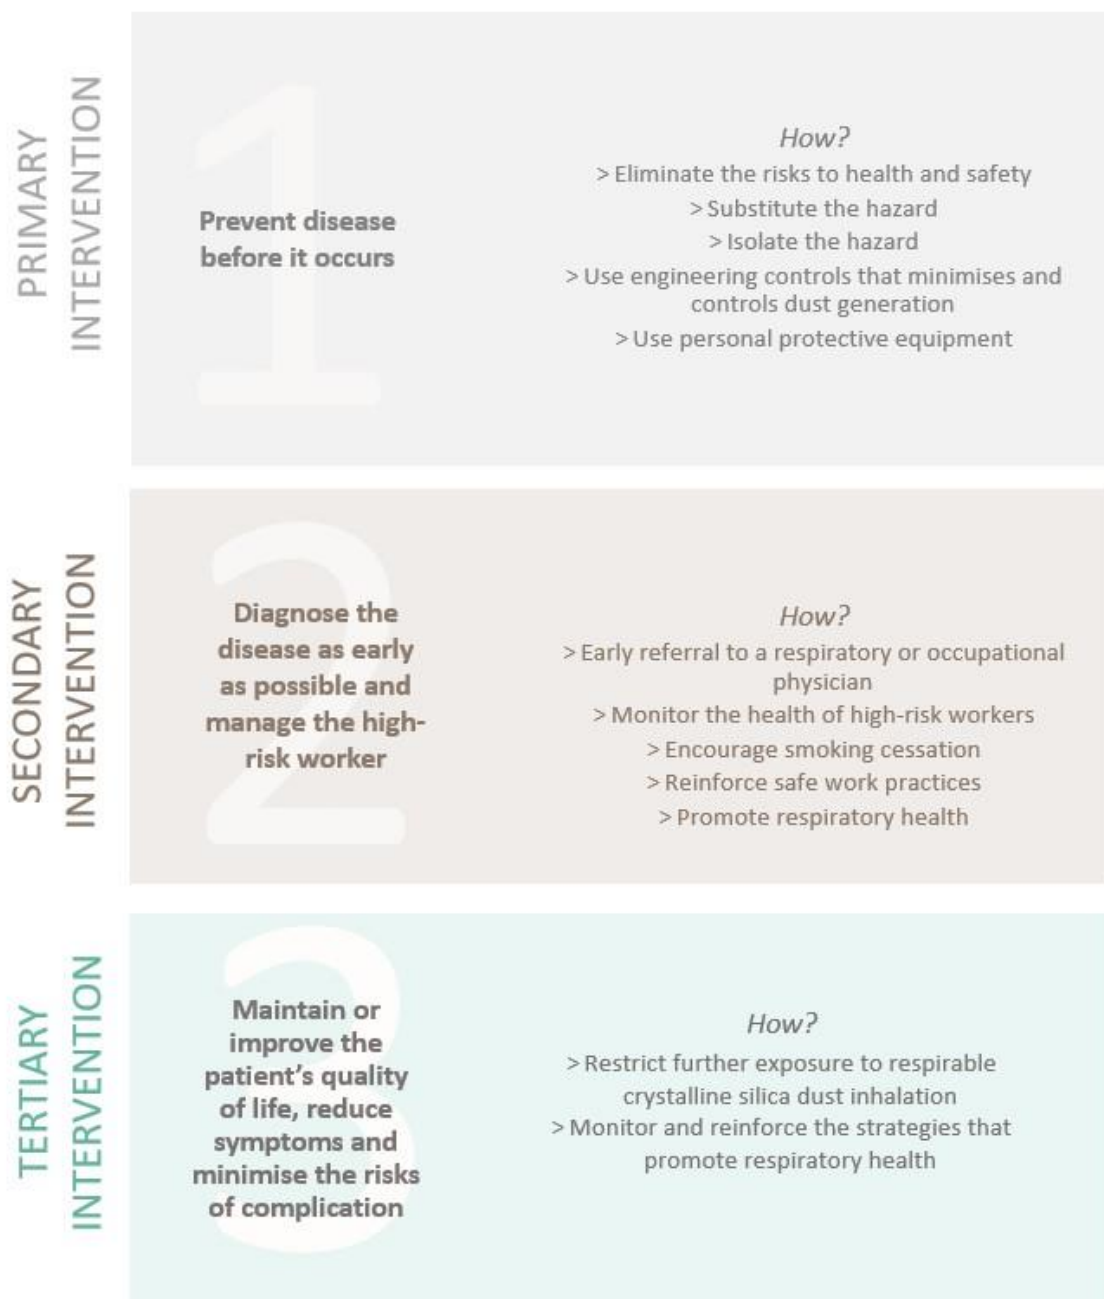 PRIMARY
INTERVENTION
1
Prevent disease
before it occurs
How?
> Eliminate the risks to health and safety
> Substitute the hazard
> Isolate the hazard
> Use engineering controls that minimises and
controls dust generation
> Use personal protective equipment
SECONDARY
INTERVENTION
2
Diagnose the
disease as early
as possible and
manage the high-
risk worker
How?
> Early referral to a respiratory or occupational
physician
> Monitor the health of high-risk workers
> Encourage smoking cessation
> Reinforce safe work practices
> Promote respiratory health
TERTIARY
INTERVENTION
3
Maintain or
improve the
patient’s quality
of life, reduce
symptoms and
minimise the risks
of complication
How?
> Restrict further exposure to respirable
crystalline silica dust inhalation
> Monitor and reinforce the strategies that
promote respiratory health